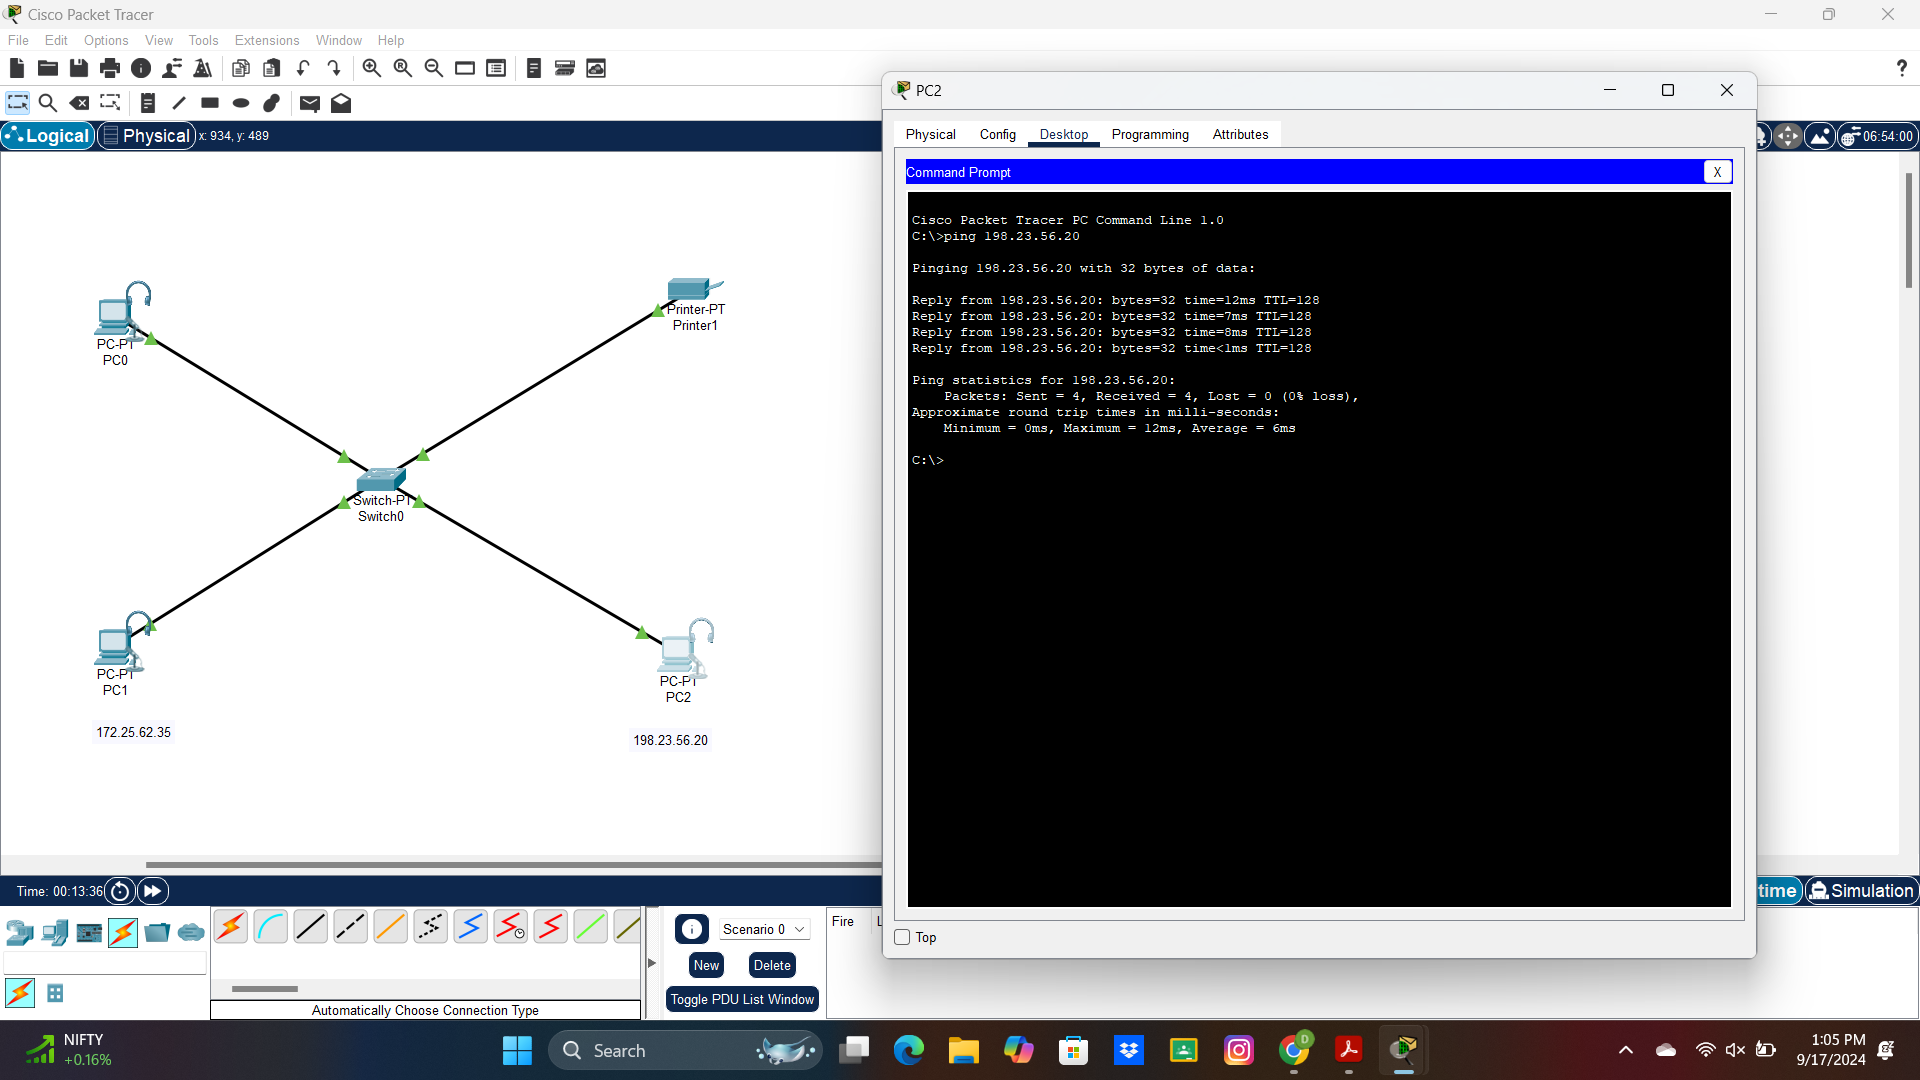 Cisco Packet Tracer
File Edit Options View Tools Extensions Window Help
?
Logical Physical x: 934, y: 489
06:54:00
PC-PT
PC0
Printer-PT
Printer1
Switch-PT
Switch0
PC-PT
PC1
PC-PT
PC2
172.25.62.35
198.23.56.20
PC2
Physical Config Desktop Programming Attributes
Command Prompt
X
Cisco Packet Tracer PC Command Line 1.0
C:\>ping 198.23.56.20
Pinging 198.23.56.20 with 32 bytes of data:
Reply from 198.23.56.20: bytes=32 time=12ms TTL=128
Reply from 198.23.56.20: bytes=32 time=7ms TTL=128
Reply from 198.23.56.20: bytes=32 time=8ms TTL=128
Reply from 198.23.56.20: bytes=32 time<1ms TTL=128
Ping statistics for 198.23.56.20:
Packets: Sent = 4, Received = 4, Lost = 0 (0% loss),
Approximate round trip times in milli-seconds:
Minimum = 0ms, Maximum = 12ms, Average = 6ms
C:\>
Top
Time: 00:13:36
time Simulation
Scenario 0
New Delete
Toggle PDU List Window
Fire L
Automatically Choose Connection Type
NIFTY
+0.16%
Search
D
1:05 PM
9/17/2024